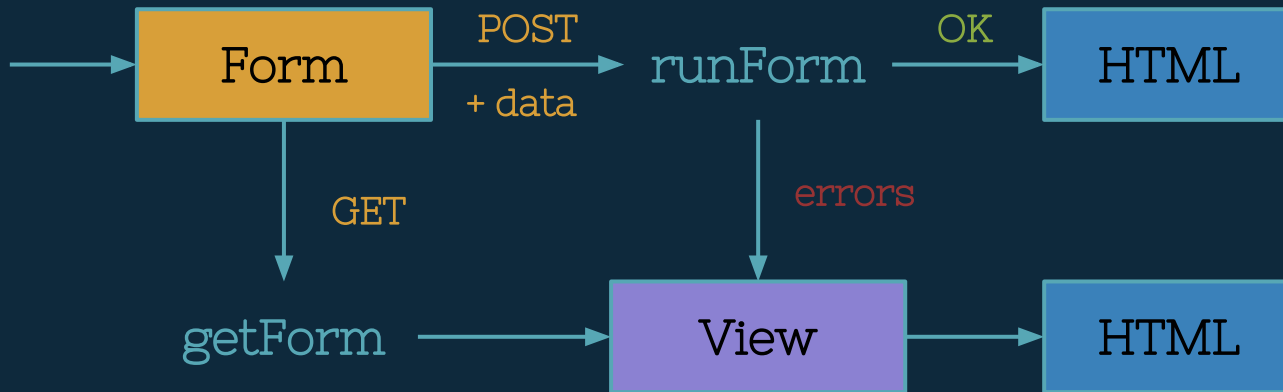 Form
POST
+ data
runForm
OK
HTML
GET
errors
getForm
View
HTML